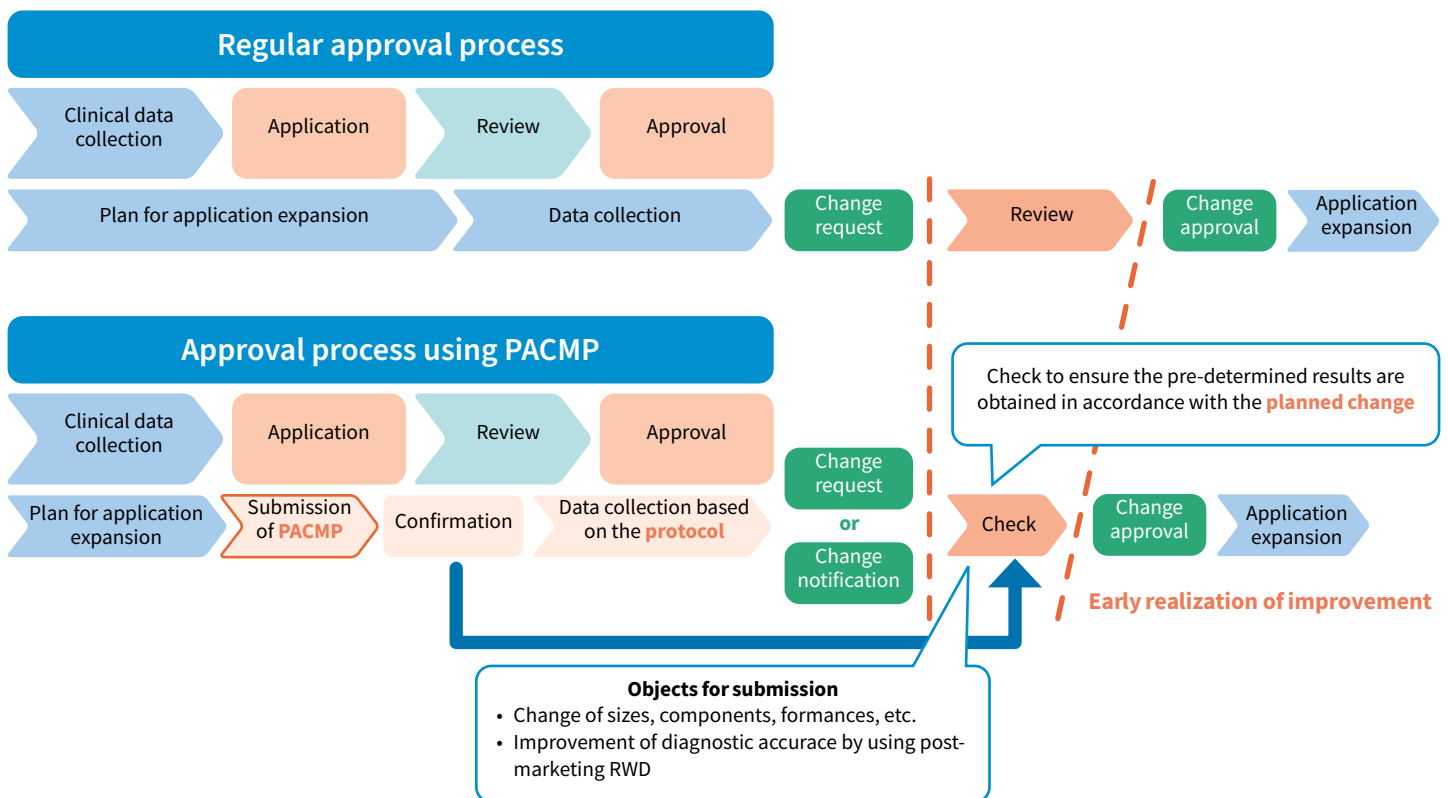 Regular approval process
Clinical data
collection
Application
Review
Approval
Plan for application expansion
Data collection
Change
request
Review
Change
approval
Application
expansion
Approval process using PACMP
Check to ensure the pre-determined results are
obtained in accordance with the planned change
Clinical data
collection
Application
Review
Approval
Plan for application
expansion
Submission
of PACMP
Confirmation
Data collection based
on the protocol
Change
request
or
Change
notification
Check
Change
approval
Application
expansion
Early realization of improvement
Objects for submission
• Change of sizes, components, formances, etc.
• Improvement of diagnostic accurace by using post-
marketing RWD